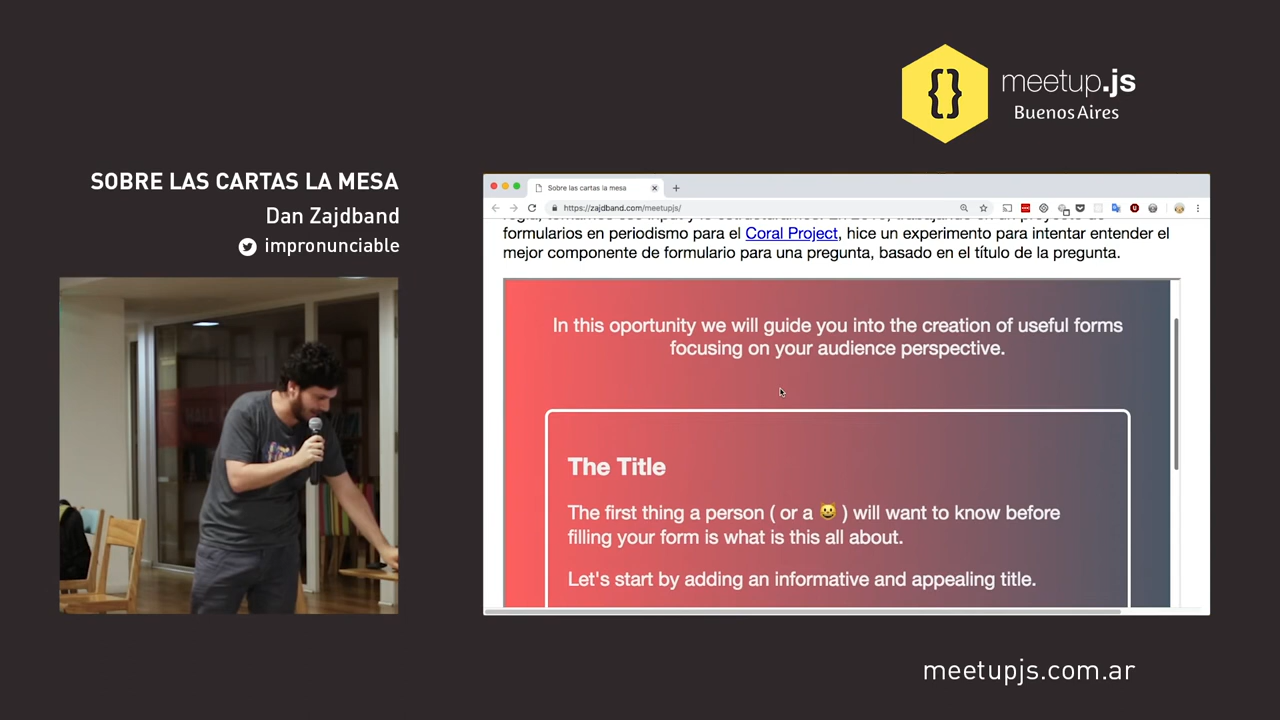 {} meetup.js
Buenos Aires
SOBRE LAS CARTAS LA MESA
Dan Zajdband
impronunciable
Sobre las cartas la mesa
https://zajdband.com/meetupjs/
formularios en periodismo para el Coral Project, hice un experimento para intentar entender el
mejor componente de formulario para una pregunta, basado en el título de la pregunta.
In this oportunity we will guide you into the creation of useful forms
focusing on your audience perspective.
The Title
The first thing a person ( or a 😺 ) will want to know before
filling your form is what is this all about.
Let's start by adding an informative and appealing title.
meetupjs.com.ar